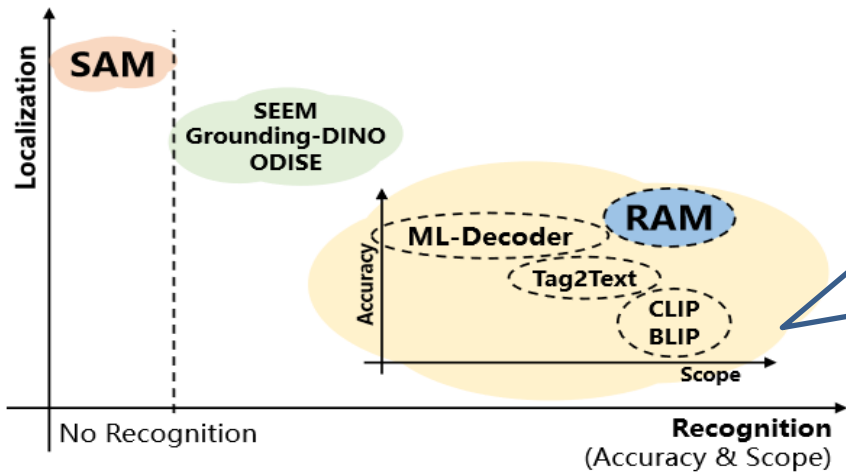 Localization
SAM
SEEM
Grounding-DINO
ODISE
Accuracy
RAM
ML-Decoder
Tag2Text
CLIP
BLIP
Scope
No Recognition
Recognition
(Accuracy & Scope)